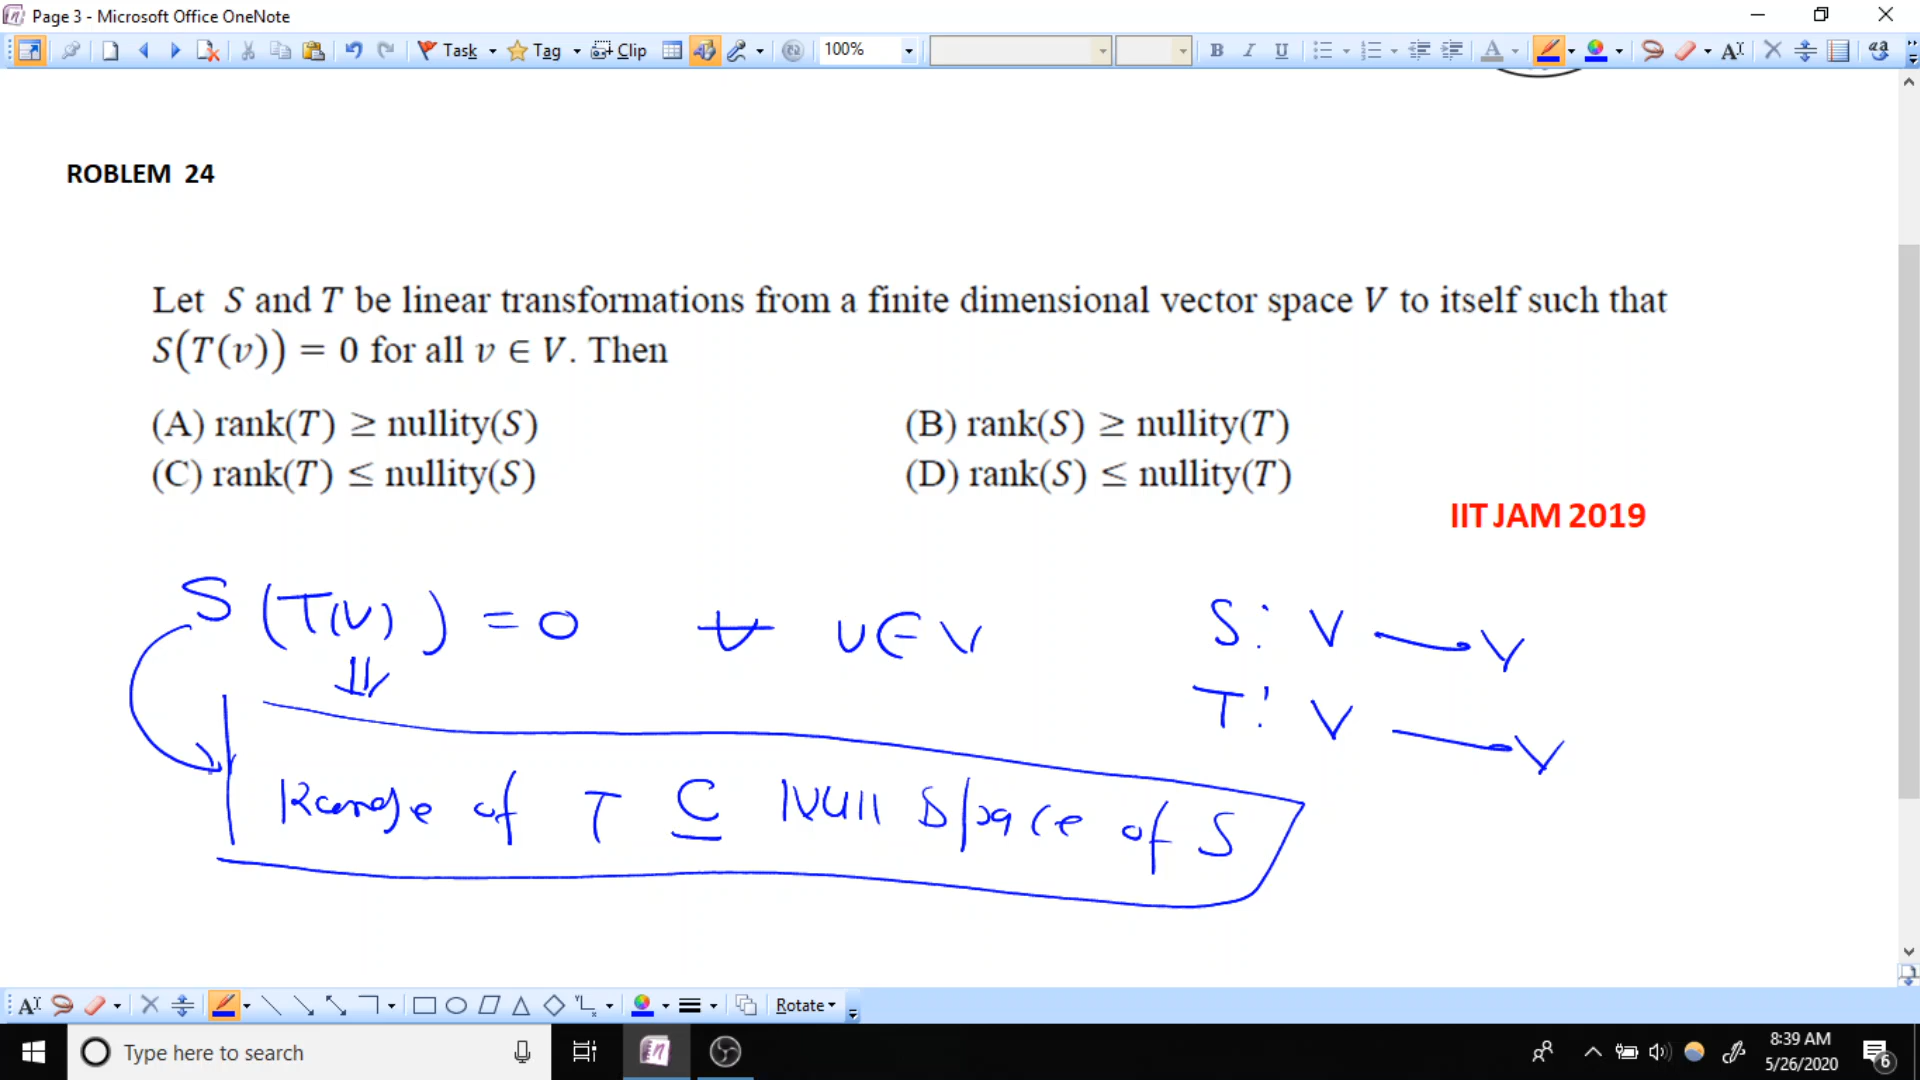 Page 3 - Microsoft Office OneNote
Task Tag Clip 100% B I U A
ROBLEM 24
Let S and T be linear transformations from a finite dimensional vector space V to itself such that
S(T(v)) = 0 for all v ∈ V. Then
(A) rank(T) ≥ nullity(S) (B) rank(S) ≥ nullity(T)
(C) rank(T) ≤ nullity(S) (D) rank(S) ≤ nullity(T)
IIT JAM 2019
S (T(v)) = 0 ∀ v ∈ V
S: V → V
T: V → V
⇓
Range of T ⊆ Null Space of S
Rotate
Type here to search
8:39 AM
5/26/2020
6